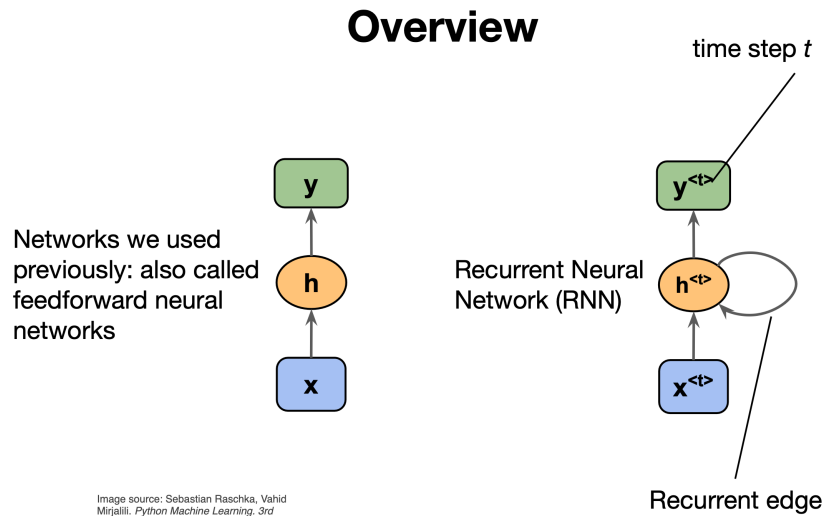 Overview
time step t
y
y<t>
Networks we used
previously: also called
feedforward neural
networks
h
Recurrent Neural
Network (RNN)
h<t>
x
x<t>
Image source: Sebastian Raschka, Vahid
Mirjalili. Python Machine Learning. 3rd
Recurrent edge